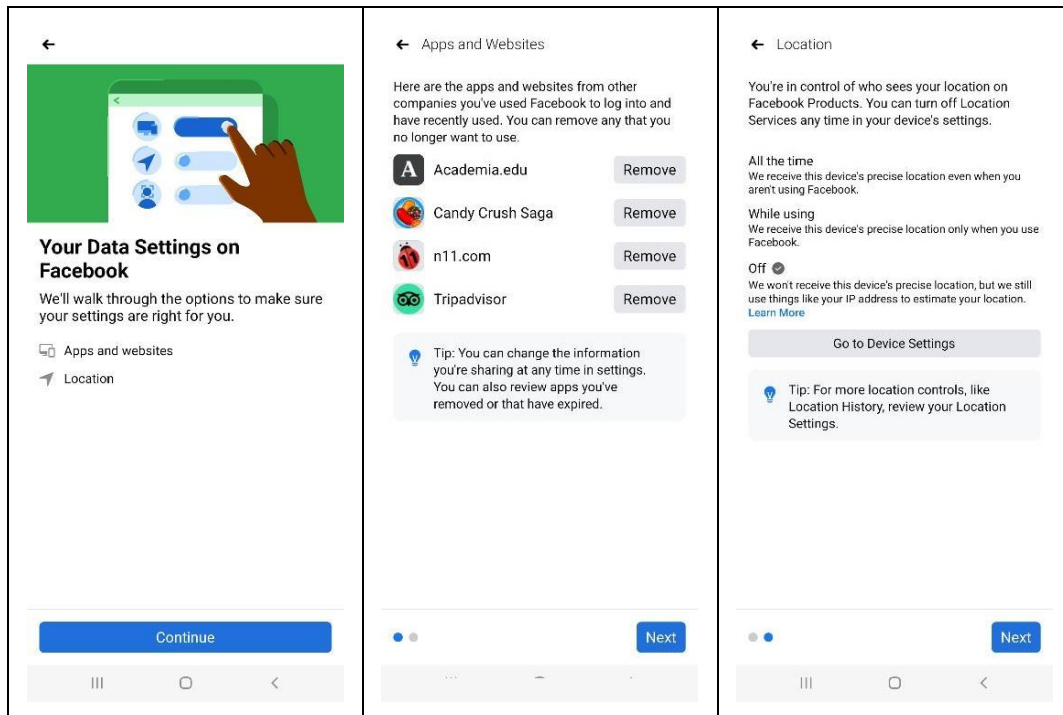 Your Data Settings on
Facebook
We'll walk through the options to make sure
your settings are right for you.
Apps and websites
Location
Continue
Apps and Websites
Here are the apps and websites from other
companies you've used Facebook to log into and
have recently used. You can remove any that you
no longer want to use.
A Academia.edu Remove
Candy Crush Saga Remove
n11.com Remove
Tripadvisor Remove
Tip: You can change the information
you're sharing at any time in settings.
You can also review apps you've
removed or that have expired.
Next
Location
You're in control of who sees your location on
Facebook Products. You can turn off Location
Services any time in your device's settings.
All the time
We receive this device's precise location even when you
aren't using Facebook.
While using
We receive this device's precise location only when you use
Facebook.
Off
We won't receive this device's precise location, but we still
use things like your IP address to estimate your location.
Learn More
Go to Device Settings
Tip: For more location controls, like
Location History, review your Location
Settings.
Next